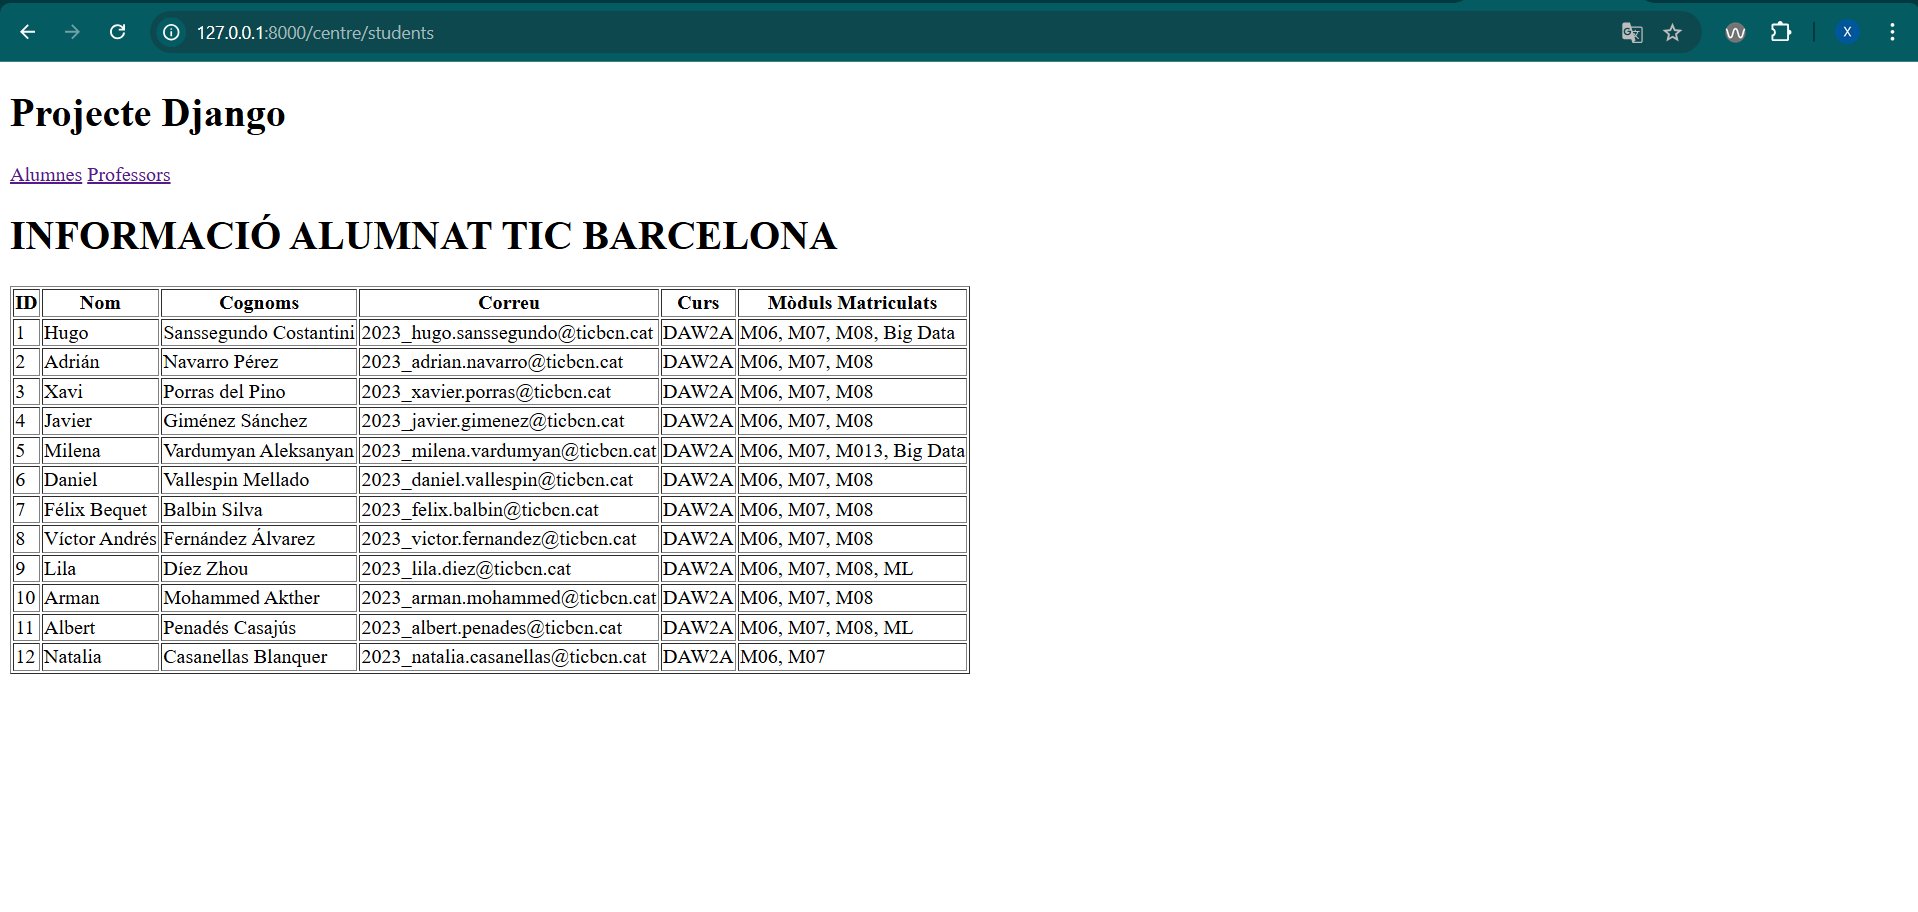 127.0.0.1:8000/centre/students
X
Projecte Django
Alumnes Professors
INFORMACIÓ ALUMNAT TIC BARCELONA
ID Nom Cognoms Correu Curs Mòduls Matriculats
1 Hugo Sanssegundo Costantini 2023_hugo.sanssegundo@ticbcn.cat DAW2A M06, M07, M08, Big Data
2 Adrián Navarro Pérez 2023_adrian.navarro@ticbcn.cat DAW2A M06, M07, M08
3 Xavi Porras del Pino 2023_xavier.porras@ticbcn.cat DAW2A M06, M07, M08
4 Javier Giménez Sánchez 2023_javier.gimenez@ticbcn.cat DAW2A M06, M07, M08
5 Milena Vardumyan Aleksanyan 2023_milena.vardumyan@ticbcn.cat DAW2A M06, M07, M013, Big Data
6 Daniel Vallespin Mellado 2023_daniel.vallespin@ticbcn.cat DAW2A M06, M07, M08
7 Félix Bequet Balbin Silva 2023_felix.balbin@ticbcn.cat DAW2A M06, M07, M08
8 Víctor Andrés Fernández Álvarez 2023_victor.fernandez@ticbcn.cat DAW2A M06, M07, M08
9 Lila Díez Zhou 2023_lila.diez@ticbcn.cat DAW2A M06, M07, M08, ML
10 Arman Mohammed Akther 2023_arman.mohammed@ticbcn.cat DAW2A M06, M07, M08
11 Albert Penadés Casajús 2023_albert.penades@ticbcn.cat DAW2A M06, M07, M08, ML
12 Natalia Casanellas Blanquer 2023_natalia.casanellas@ticbcn.cat DAW2A M06, M07